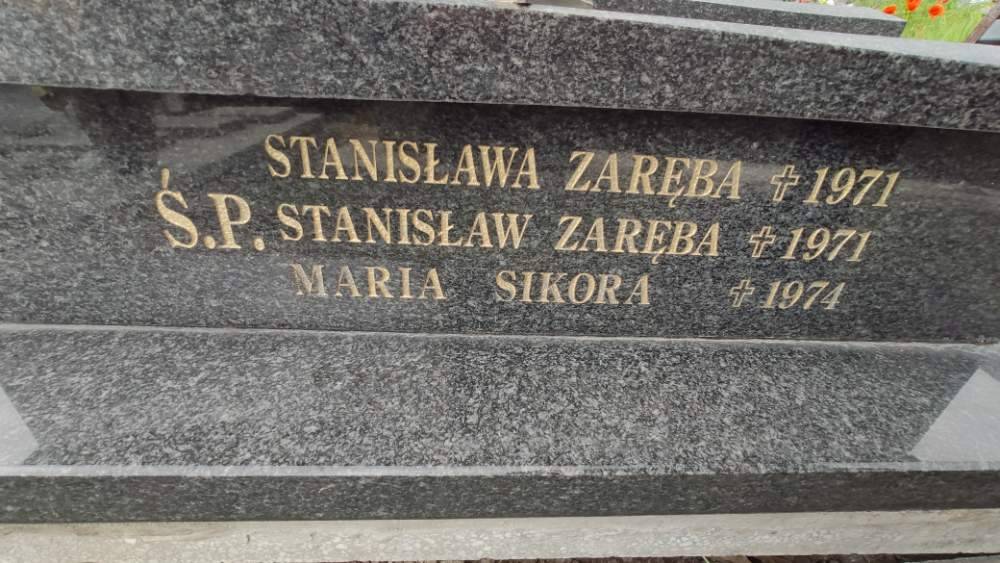 STANISŁAWA ZARĘBA ✝ 1971
Ś.P. STANISŁAW ZARĘBA ✝ 1971
MARIA SIKORA ✝ 1974